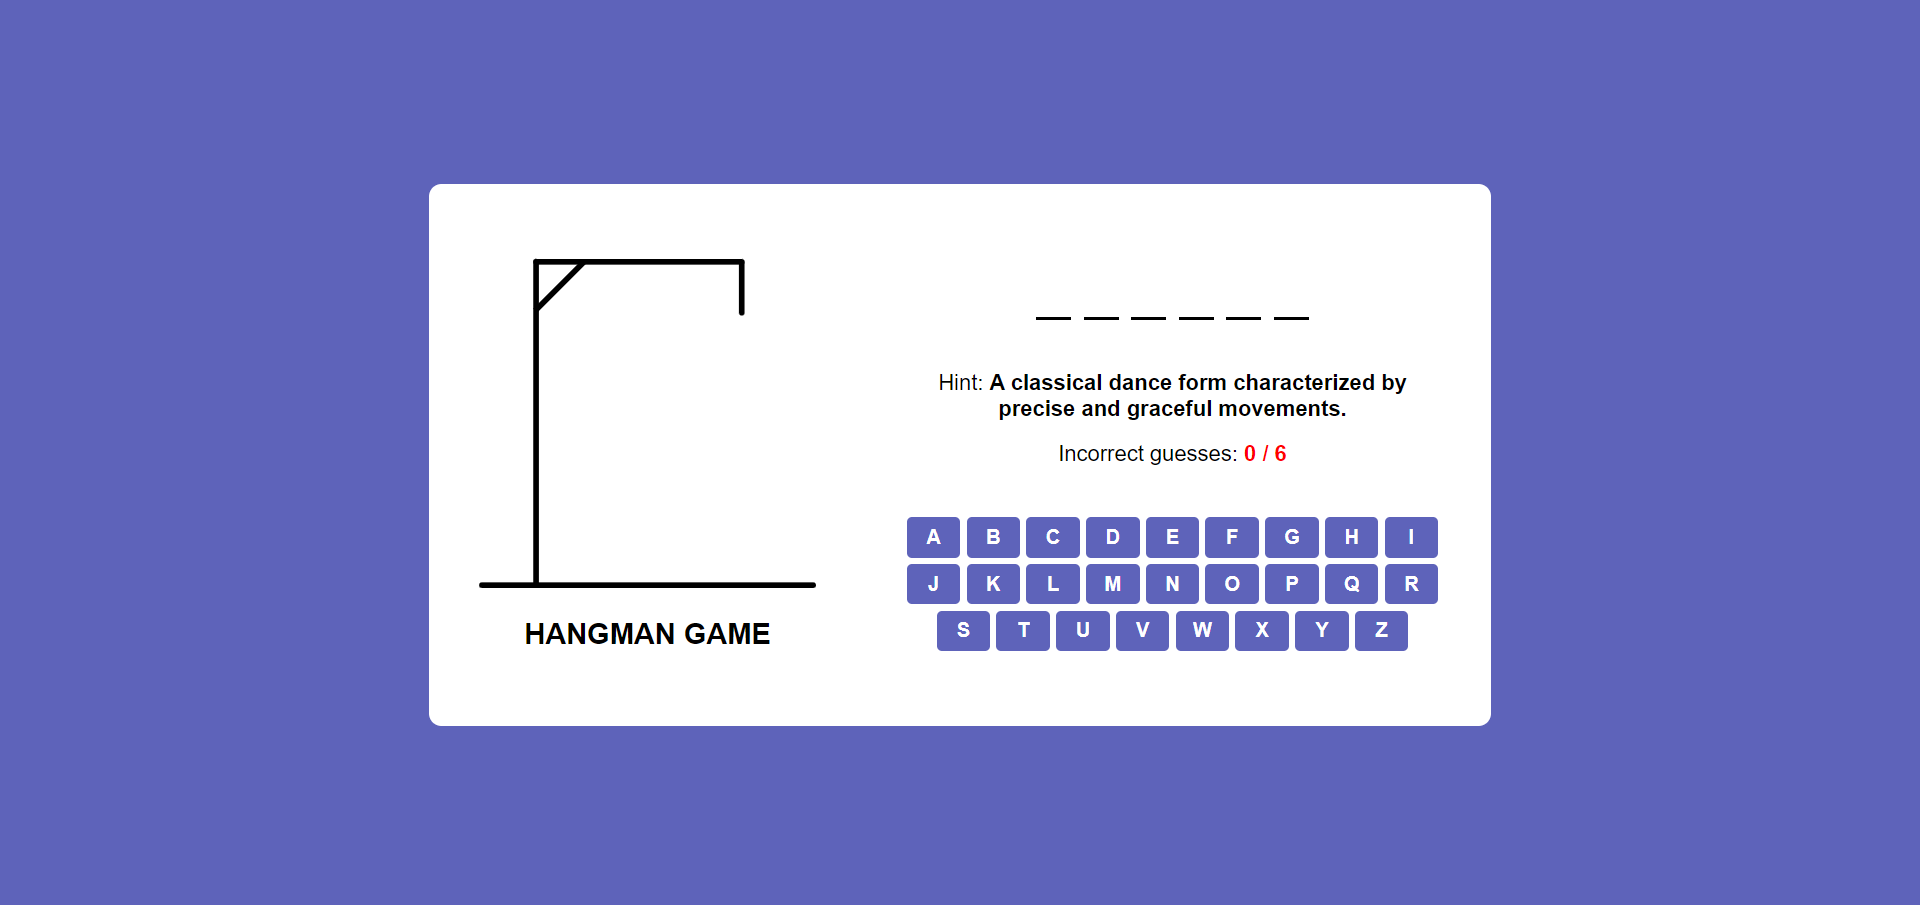 Hint: A classical dance form characterized by
precise and graceful movements.
Incorrect guesses: 0 / 6
A B C D E F G H I
J K L M N O P Q R
S T U V W X Y Z
HANGMAN GAME